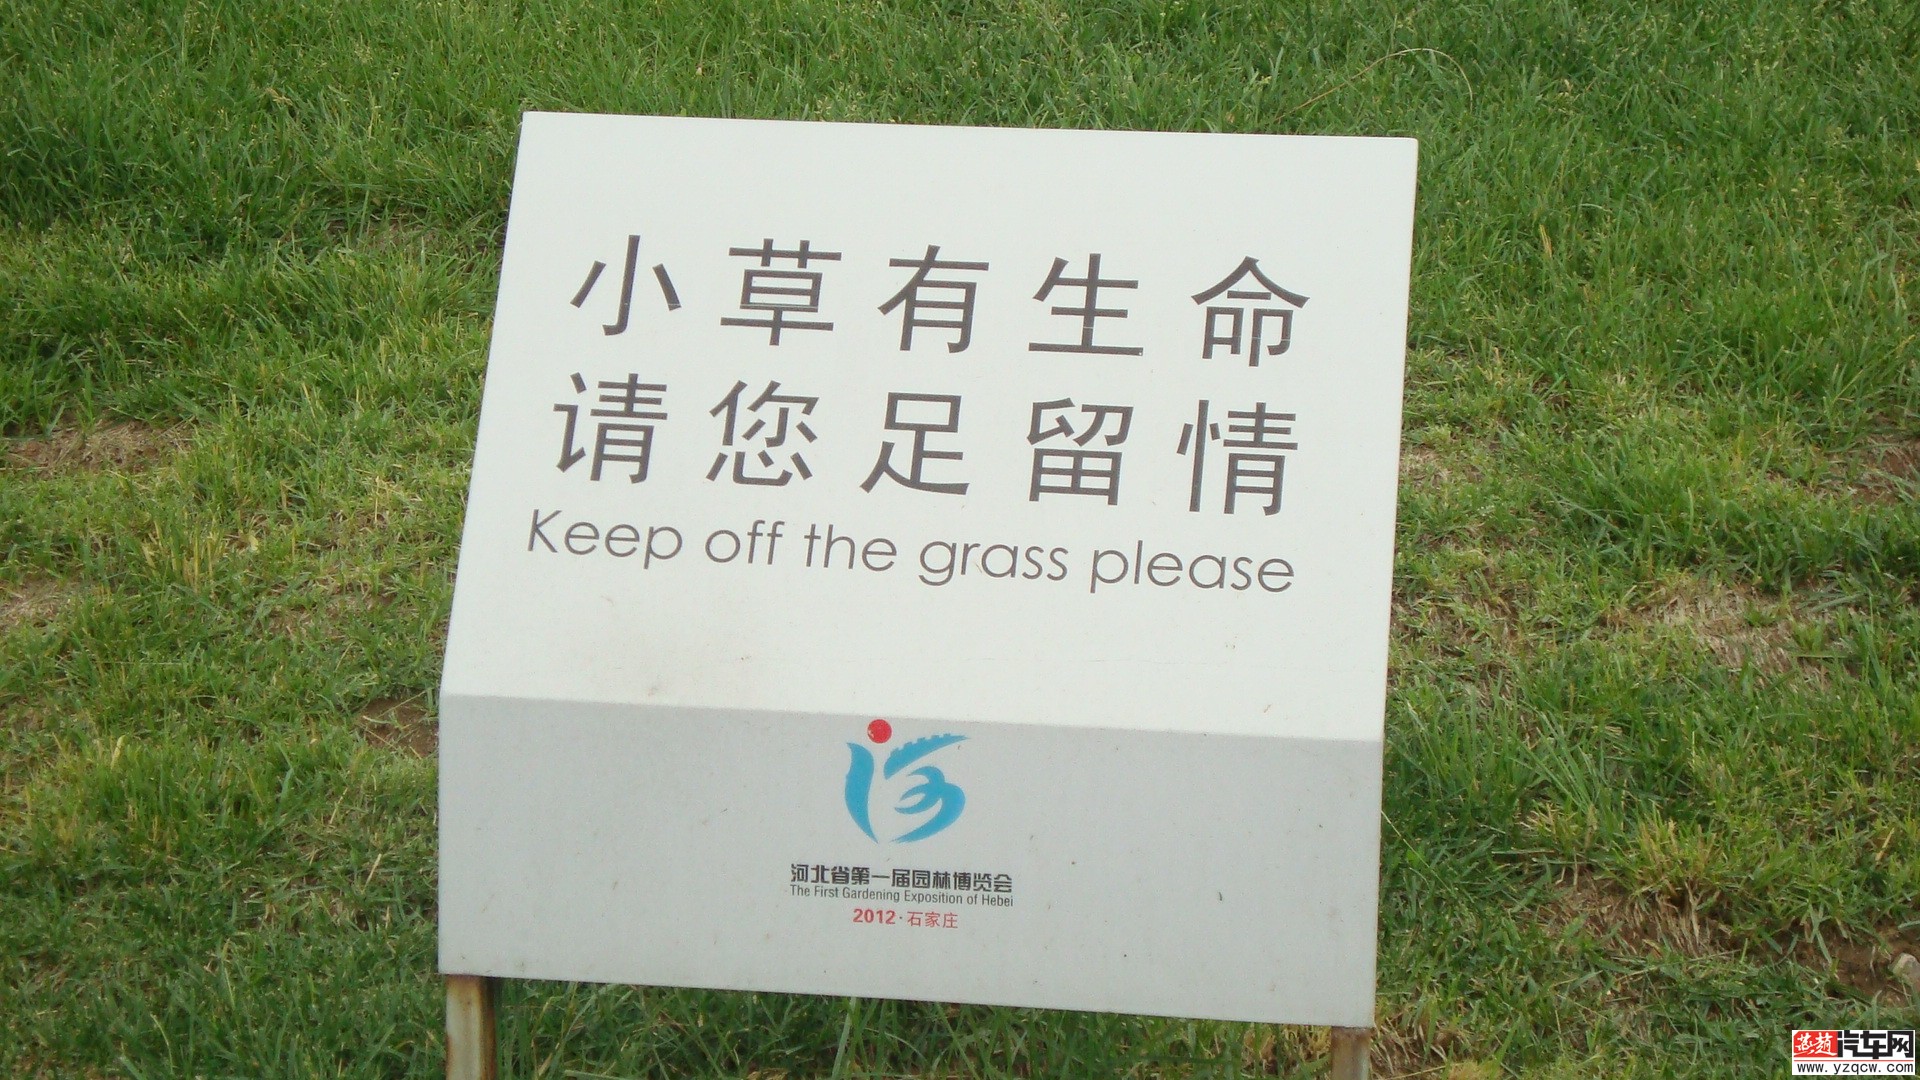 小草有生命
请您足留情
Keep off the grass please
河北省第一届园林博览会
The First Gardening Exposition of Hebei
2012·石家庄
燕赵汽车网
www.yzqcw.com